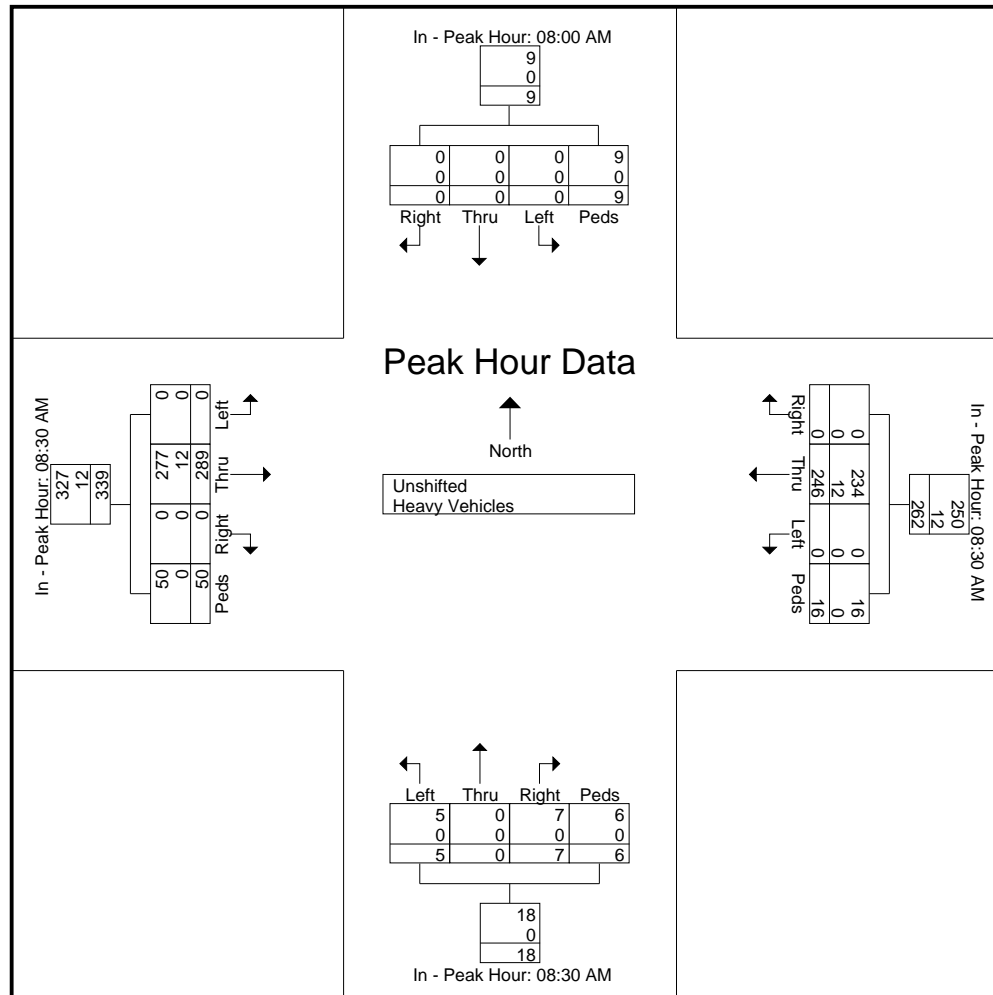 In - Peak Hour: 08:00 AM
9
0
9
0 0 0 9
0 0 0 0
0 0 0 9
Right Thru Left Peds
Peak Hour Data
North
Unshifted
Heavy Vehicles
In - Peak Hour: 08:30 AM
327
12
339
0 277 0 50
0 12 0 0
0 289 0 50
Left Thru Right Peds
In - Peak Hour: 08:30 AM
250
12
262
0 234 0 16
0 12 0 0
0 246 0 16
Right Thru Left Peds
Left Thru Right Peds
5 0 7 6
0 0 0 0
5 0 7 6
18
0
18
In - Peak Hour: 08:30 AM